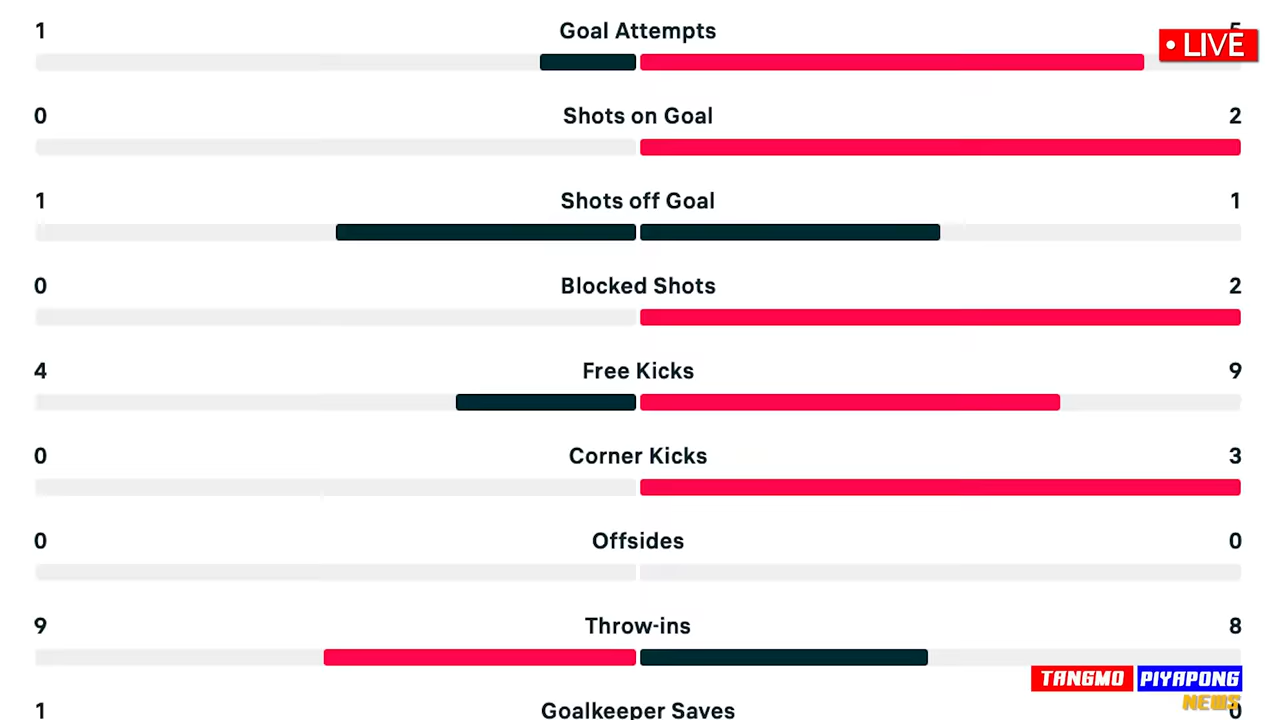 1 Goal Attempts 5
• LIVE
0 Shots on Goal 2
1 Shots off Goal 1
0 Blocked Shots 2
4 Free Kicks 9
0 Corner Kicks 3
0 Offsides 0
9 Throw-ins 8
TANGMO PIYAPONG
NEWS
1 Goalkeeper Saves 0